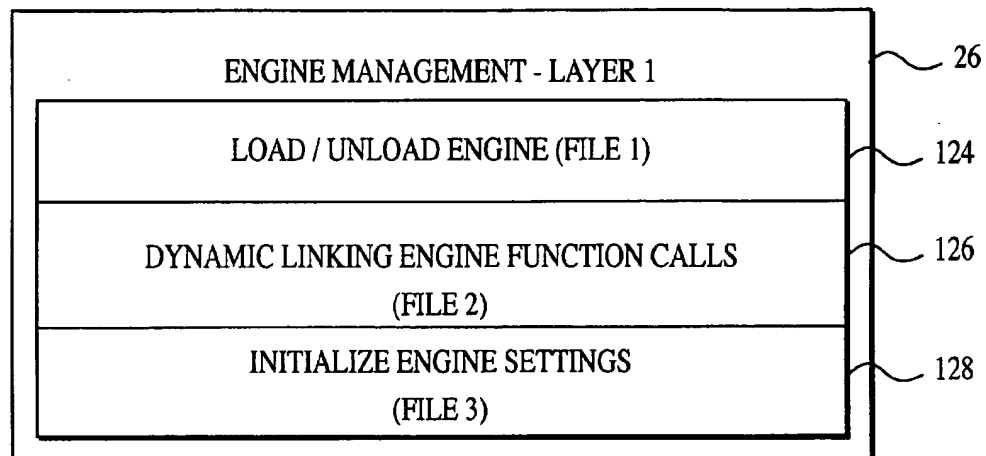 ENGINE MANAGEMENT - LAYER 1
26
LOAD / UNLOAD ENGINE (FILE 1)
124
DYNAMIC LINKING ENGINE FUNCTION CALLS
(FILE 2)
126
INITIALIZE ENGINE SETTINGS
(FILE 3)
128